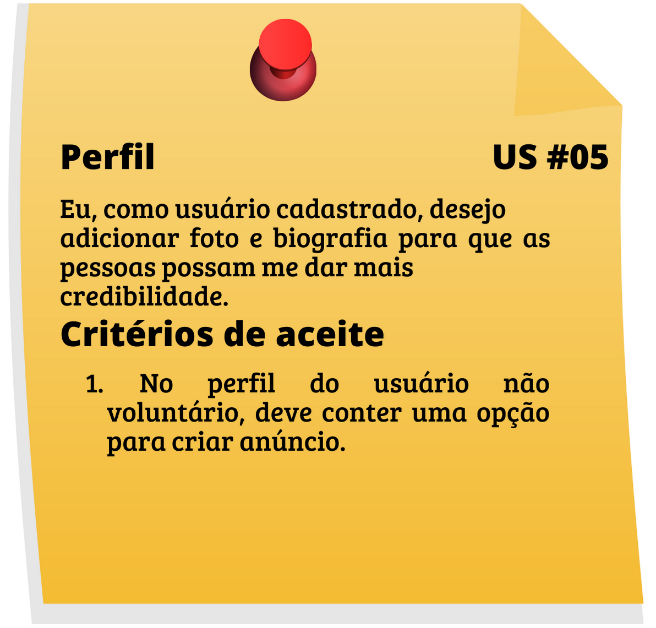 Perfil US #05
Eu, como usuário cadastrado, desejo
adicionar foto e biografia para que as
pessoas possam me dar mais
credibilidade.
Critérios de aceite
1. No perfil do usuário não
voluntário, deve conter uma opção
para criar anúncio.